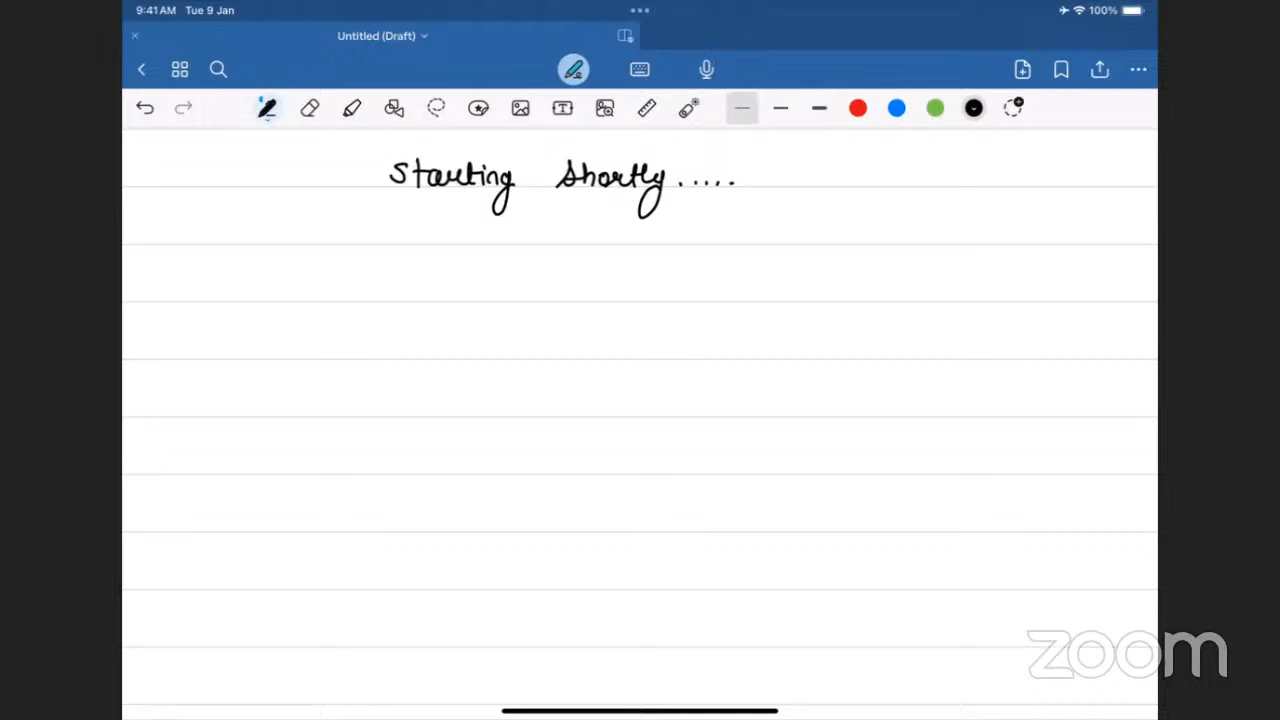 9:41 AM Tue 9 Jan
100%
Untitled (Draft)
Starting Shortly.....
zoom